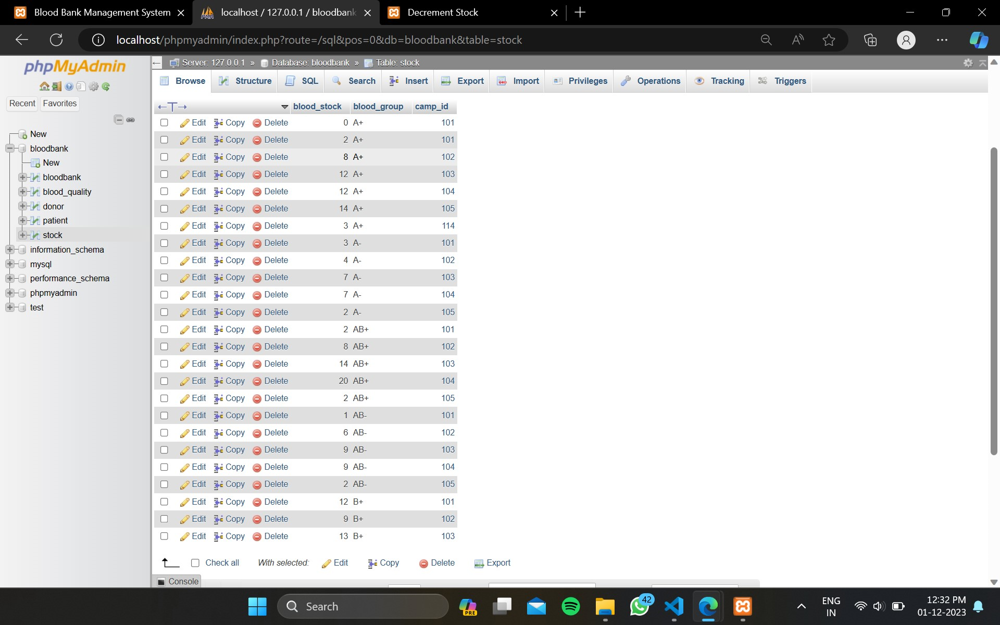 Blood Bank Management System
localhost / 127.0.0.1 / bloodbank
Decrement Stock
localhost/phpmyadmin/index.php?route=/sql&pos=0&db=bloodbank&table=stock
phpMyAdmin
Recent Favorites
New
bloodbank
New
bloodbank
blood_quality
donor
patient
stock
information_schema
mysql
performance_schema
phpmyadmin
test
Server: 127.0.0.1 » Database: bloodbank » Table: stock
Browse Structure SQL Search Insert Export Import Privileges Operations Tracking Triggers
blood_stock blood_group camp_id
Edit Copy Delete 0 A+ 101
Edit Copy Delete 2 A+ 101
Edit Copy Delete 8 A+ 102
Edit Copy Delete 12 A+ 103
Edit Copy Delete 12 A+ 104
Edit Copy Delete 14 A+ 105
Edit Copy Delete 3 A+ 114
Edit Copy Delete 3 A- 101
Edit Copy Delete 4 A- 102
Edit Copy Delete 7 A- 103
Edit Copy Delete 7 A- 104
Edit Copy Delete 2 A- 105
Edit Copy Delete 2 AB+ 101
Edit Copy Delete 8 AB+ 102
Edit Copy Delete 14 AB+ 103
Edit Copy Delete 20 AB+ 104
Edit Copy Delete 2 AB+ 105
Edit Copy Delete 1 AB- 101
Edit Copy Delete 6 AB- 102
Edit Copy Delete 9 AB- 103
Edit Copy Delete 9 AB- 104
Edit Copy Delete 2 AB- 105
Edit Copy Delete 12 B+ 101
Edit Copy Delete 9 B+ 102
Edit Copy Delete 13 B+ 103
Check all With selected: Edit Copy Delete Export
Console
Search
PRE
42
ENG
IN
12:32 PM
01-12-2023